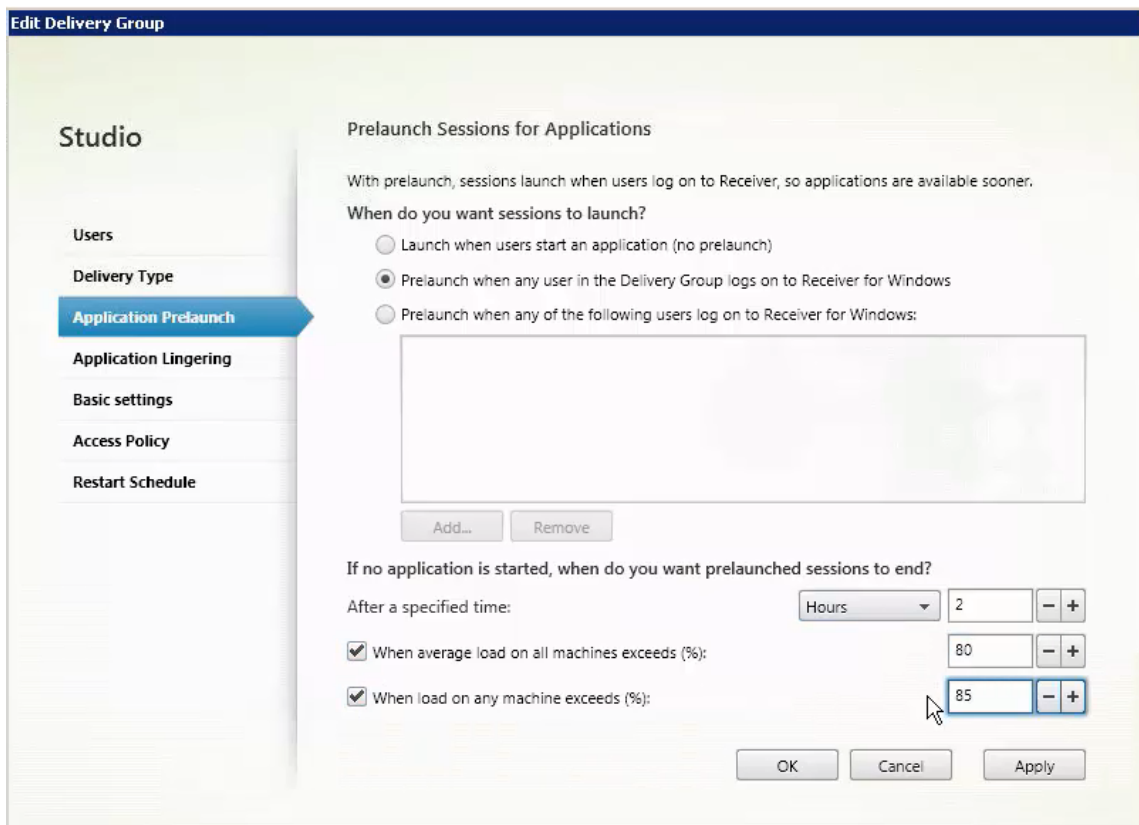 Edit Delivery Group
Studio
Users
Delivery Type
Application Prelaunch
Application Lingering
Basic settings
Access Policy
Restart Schedule
Prelaunch Sessions for Applications
With prelaunch, sessions launch when users log on to Receiver, so applications are available sooner.
When do you want sessions to launch?
Launch when users start an application (no prelaunch)
Prelaunch when any user in the Delivery Group logs on to Receiver for Windows
Prelaunch when any of the following users log on to Receiver for Windows:
Add... Remove
If no application is started, when do you want prelaunched sessions to end?
After a specified time: Hours 2
When average load on all machines exceeds (%): 80
When load on any machine exceeds (%): 85
OK Cancel Apply